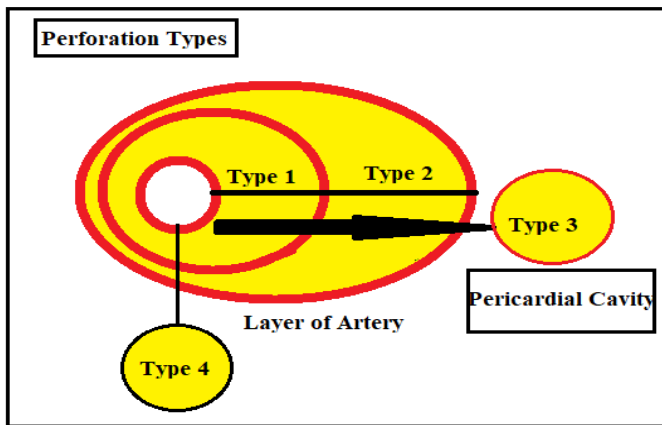 Perforation Types
Type 1
Type 2
Type 3
Pericardial Cavity
Layer of Artery
Type 4